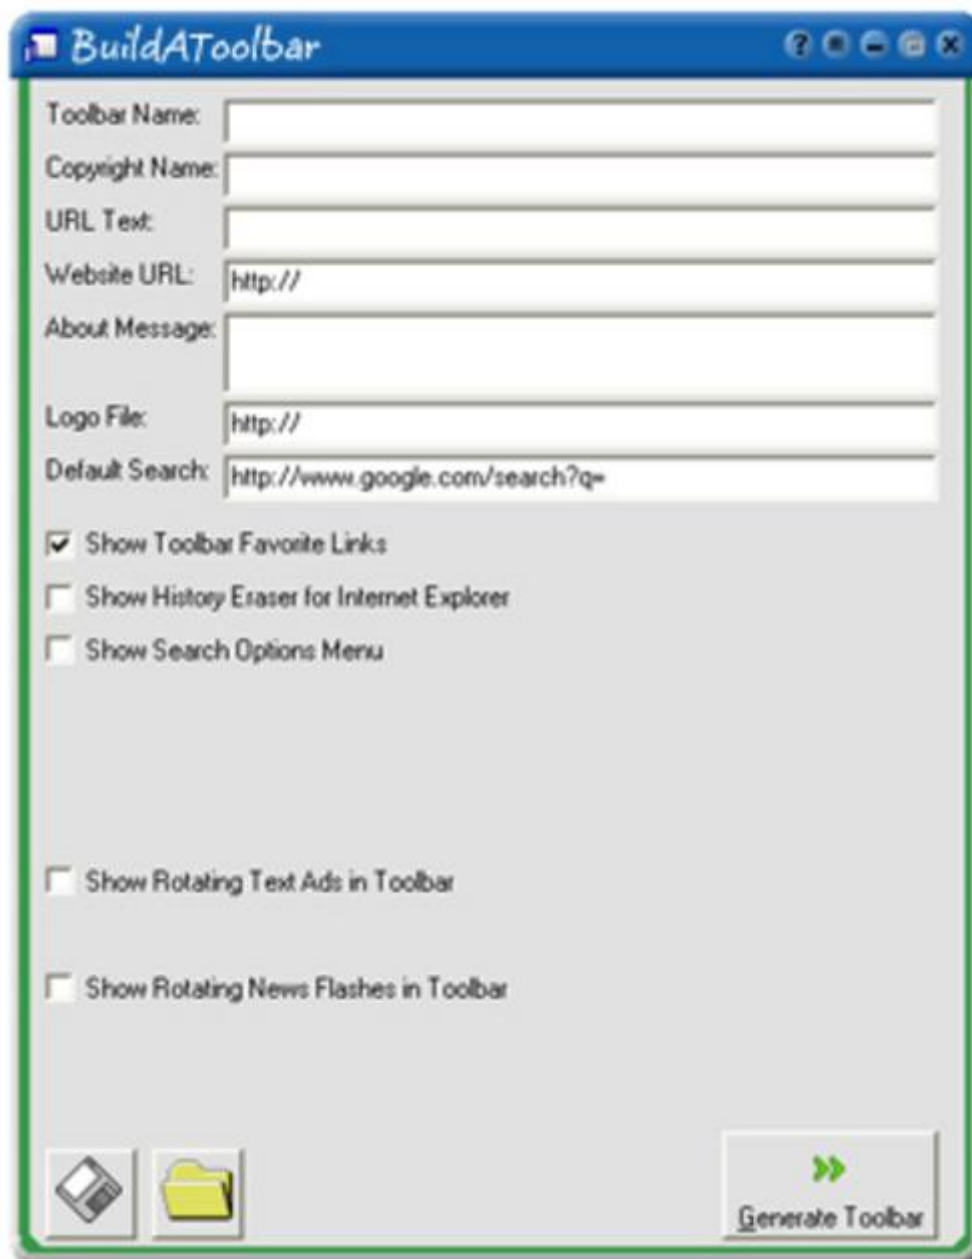 BuildAToolbar
Toolbar Name:
Copyright Name:
URL Text:
Website URL: http://
About Message:
Logo File: http://
Default Search: http://www.google.com/search?q=
Show Toolbar Favorite Links
Show History Eraser for Internet Explorer
Show Search Options Menu
Show Rotating Text Ads in Toolbar
Show Rotating News Flashes in Toolbar
Generate Toolbar